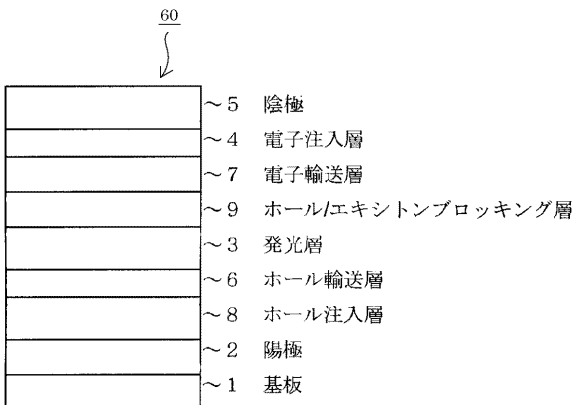 60
～5 陰極
～4 電子注入層
～7 電子輸送層
～9 ホール/エキシトンブロッキング層
～3 発光層
～6 ホール輸送層
～8 ホール注入層
～2 陽極
～1 基板